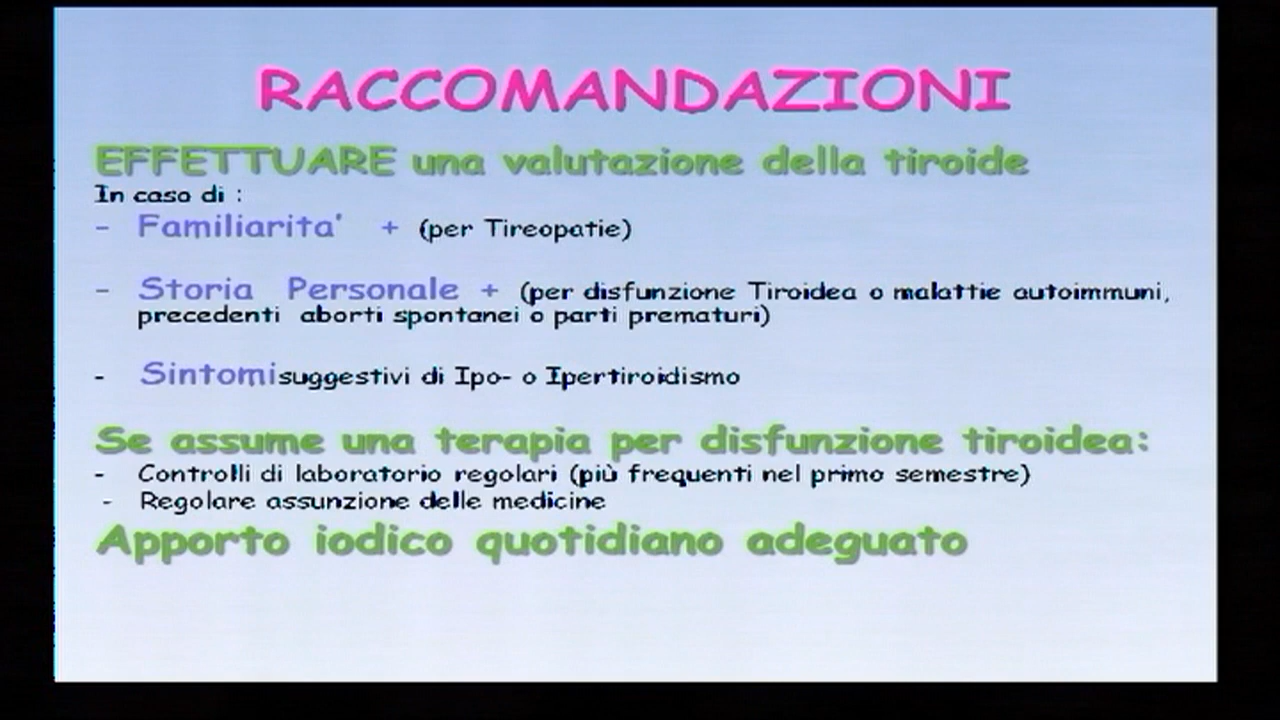 RACCOMANDAZIONI
EFFETTUARE una valutazione della tiroide
In caso di :
- Familiarita' + (per Tireopatie)
- Storia Personale + (per disfunzione Tiroidea o malattie autoimmuni,
precedenti aborti spontanei o parti prematuri)
- Sintomi suggestivi di Ipo- o Ipertiroidismo
Se assume una terapia per disfunzione tiroidea:
- Controlli di laboratorio regolari (più frequenti nel primo semestre)
- Regolare assunzione delle medicine
Apporto iodico quotidiano adeguato